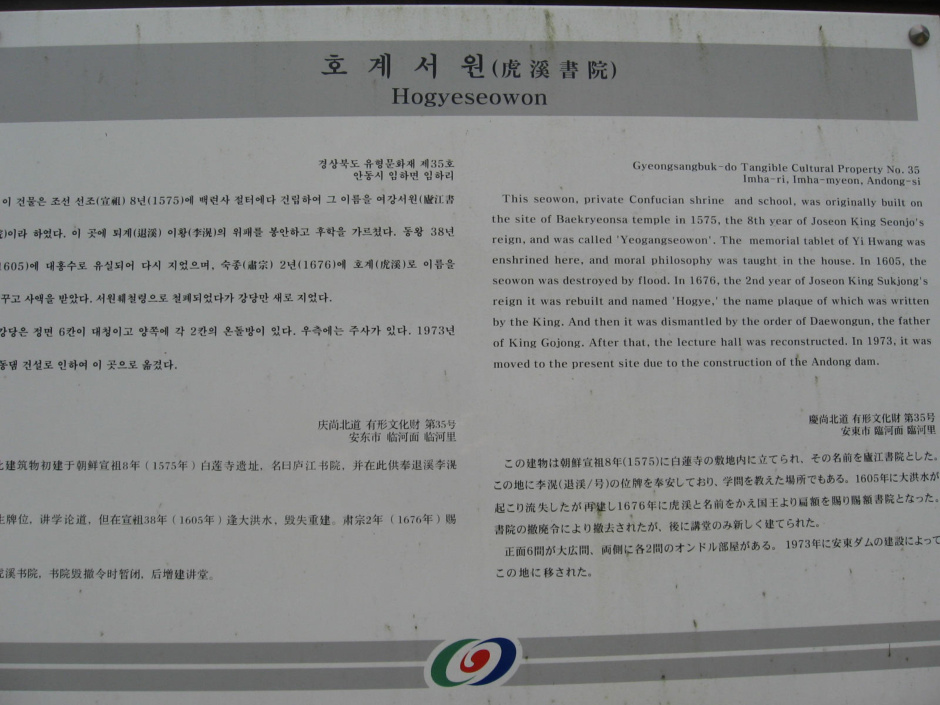 호계서원(虎溪書院)
Hogyeseowon
경상북도 유형문화재 제35호
안동시 임하면 임하리
이 건물은 조선 선조(宣祖) 8년(1575)에 백련사 절터에다 건립하여 그 이름을 여강서원(廬江書
이라 하였다. 이 곳에 퇴계(退溪) 이황(李滉)의 위패를 봉안하고 후학을 가르쳤다. 동왕 38년
1605)에 대홍수로 유실되어 다시 지었으며, 숙종(肅宗) 2년(1676)에 호계(虎溪)로 이름을
꾸고 사액을 받았다. 서원훼철령으로 철폐되었다가 강당만 새로 지었다.
강당은 정면 6칸이 대청이고 양쪽에 각 2칸의 온돌방이 있다. 우측에는 주사가 있다. 1973년
동댐 건설로 인하여 이 곳으로 옮겼다.
Gyeongsangbuk-do Tangible Cultural Property No. 35
Imha-ri, Imha-myeon, Andong-si
This seowon, private Confucian shrine and school, was originally built on
the site of Baekryeonsa temple in 1575, the 8th year of Joseon King Seonjo's
reign, and was called 'Yeogangseowon'. The memorial tablet of Yi Hwang was
enshrined here, and moral philosophy was taught in the house. In 1605, the
seowon was destroyed by flood. In 1676, the 2nd year of Joseon King Sukjong's
reign it was rebuilt and named 'Hogye,' the name plaque of which was written
by the King. And then it was dismantled by the order of Daewongun, the father
of King Gojong. After that, the lecture hall was reconstructed. In 1973, it was
moved to the present site due to the construction of the Andong dam.
庆尚北道 有形文化財 第35号
安东市 临河面 临河里
建筑物初建于朝鲜宣祖8年（1575年）白莲寺遗址，名曰庐江书院，并在此供奉退溪李滉
牌位，讲学论道，但在宣祖38年（1605年）逢大洪水，毁失重建。肃宗2年（1676年）赐
虎溪书院，书院毁撤令时暂闭，后增建讲堂。
慶尚北道 有形文化財 第35号
安東市 臨河面 臨河里
この建物は朝鮮宣祖8年(1575)に白蓮寺の敷地内に立てられ、その名前を廬江書院とした。
この地に李滉(退溪/号)の位牌を奉安しており、学問を教えた場所でもある。1605年に大洪水が
起こり流失したが再建し1676年に虎溪と名前をかえ国王より扁額を賜り賜額書院となった。
書院の撤廃令により撤去されたが、後に講堂のみ新しく建てられた。
正面6間が大広間、両側に各2間のオンドル部屋がある。 1973年に安東ダムの建設によって
この地に移された。